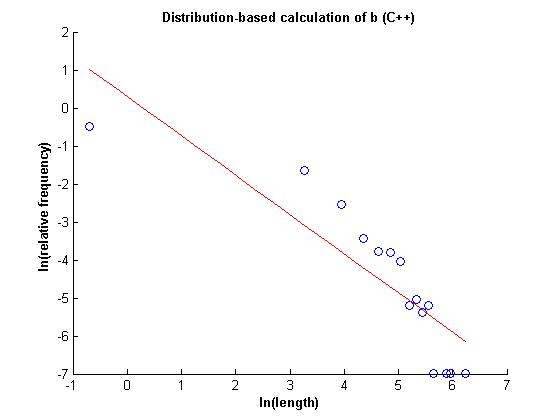 Distribution-based calculation of b (C++)
2
1
0
-1
-2
-3
-4
-5
-6
-7
ln(relative frequency)
-1 0 1 2 3 4 5 6 7
ln(length)